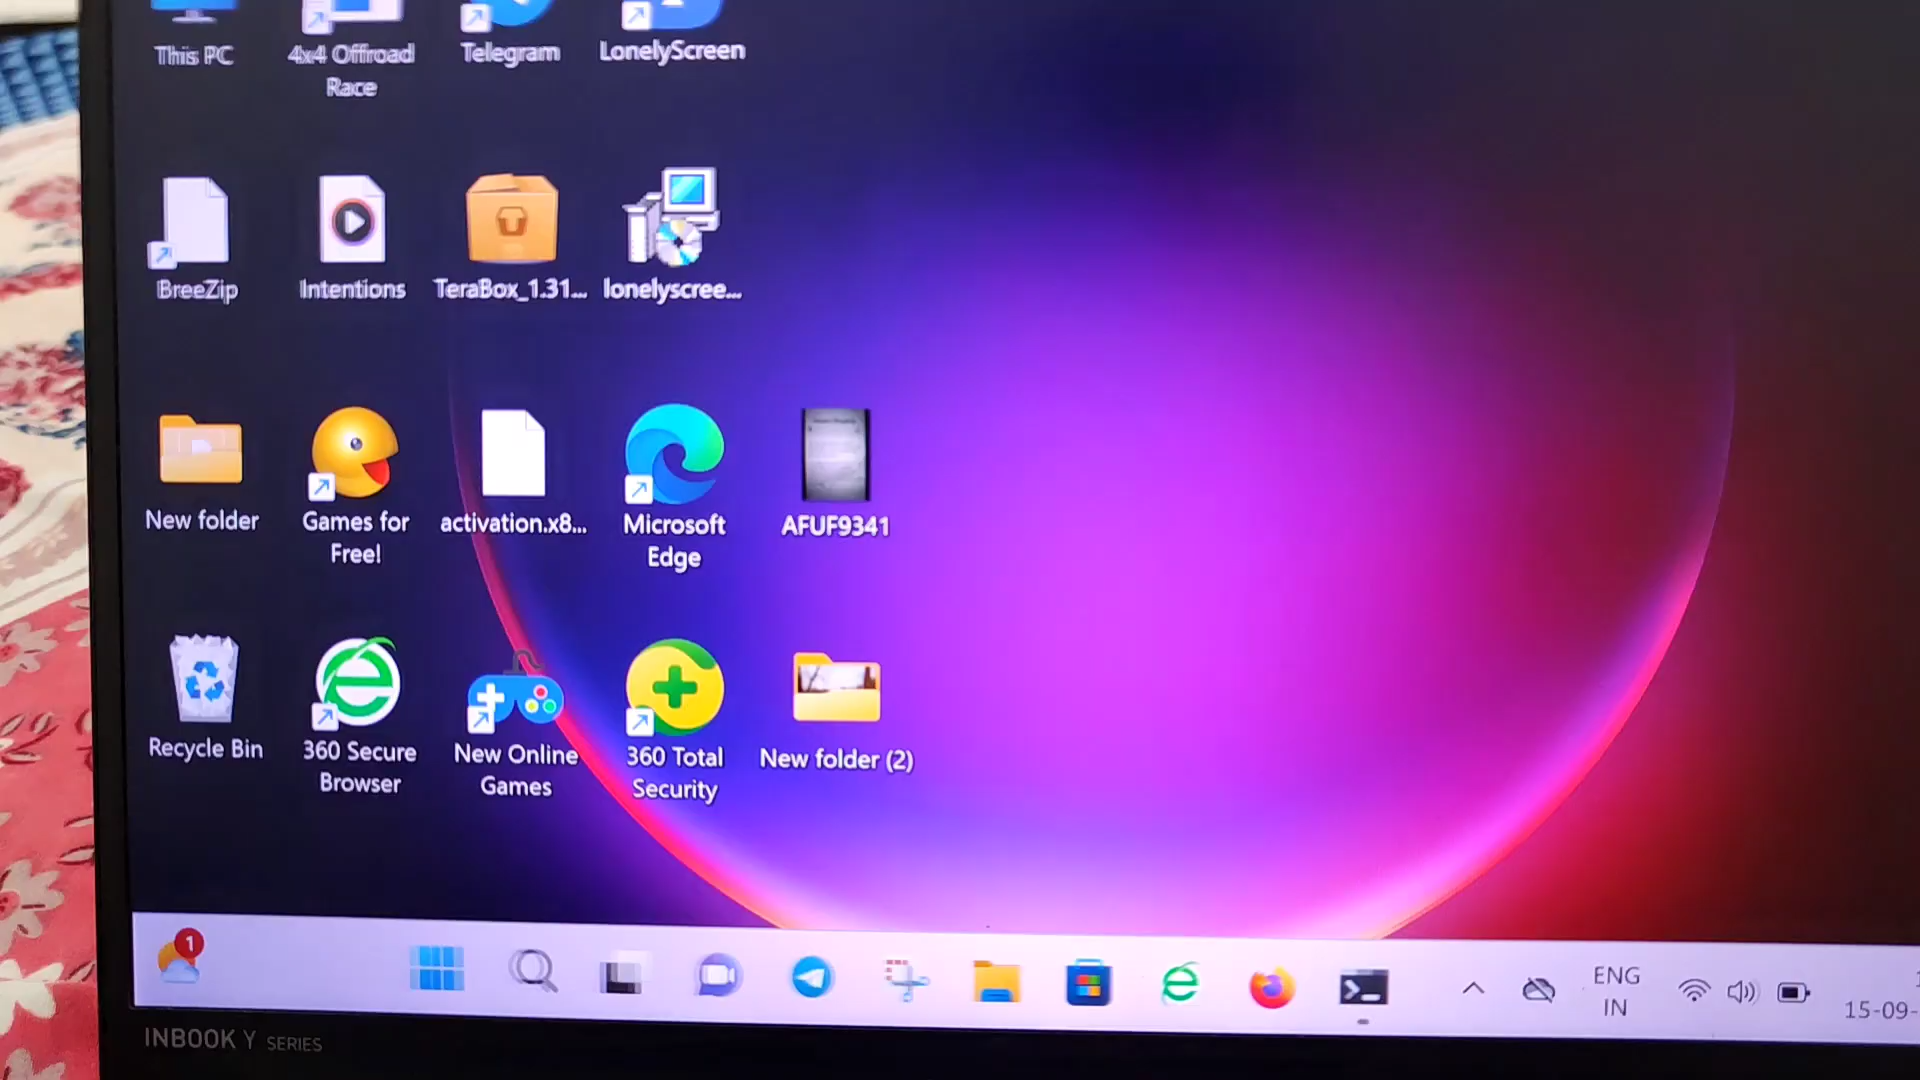 This PC
4x4 Offroad
Race
Telegram
LonelyScreen
BreeZip
Intentions
TeraBox_1.31...
lonelyscree...
New folder
Games for
Free!
activation.x8...
Microsoft
Edge
AFUF9341
Recycle Bin
360 Secure
Browser
New Online
Games
360 Total
Security
New folder (2)
1
ENG
IN
15-09-
INBOOK Y SERIES